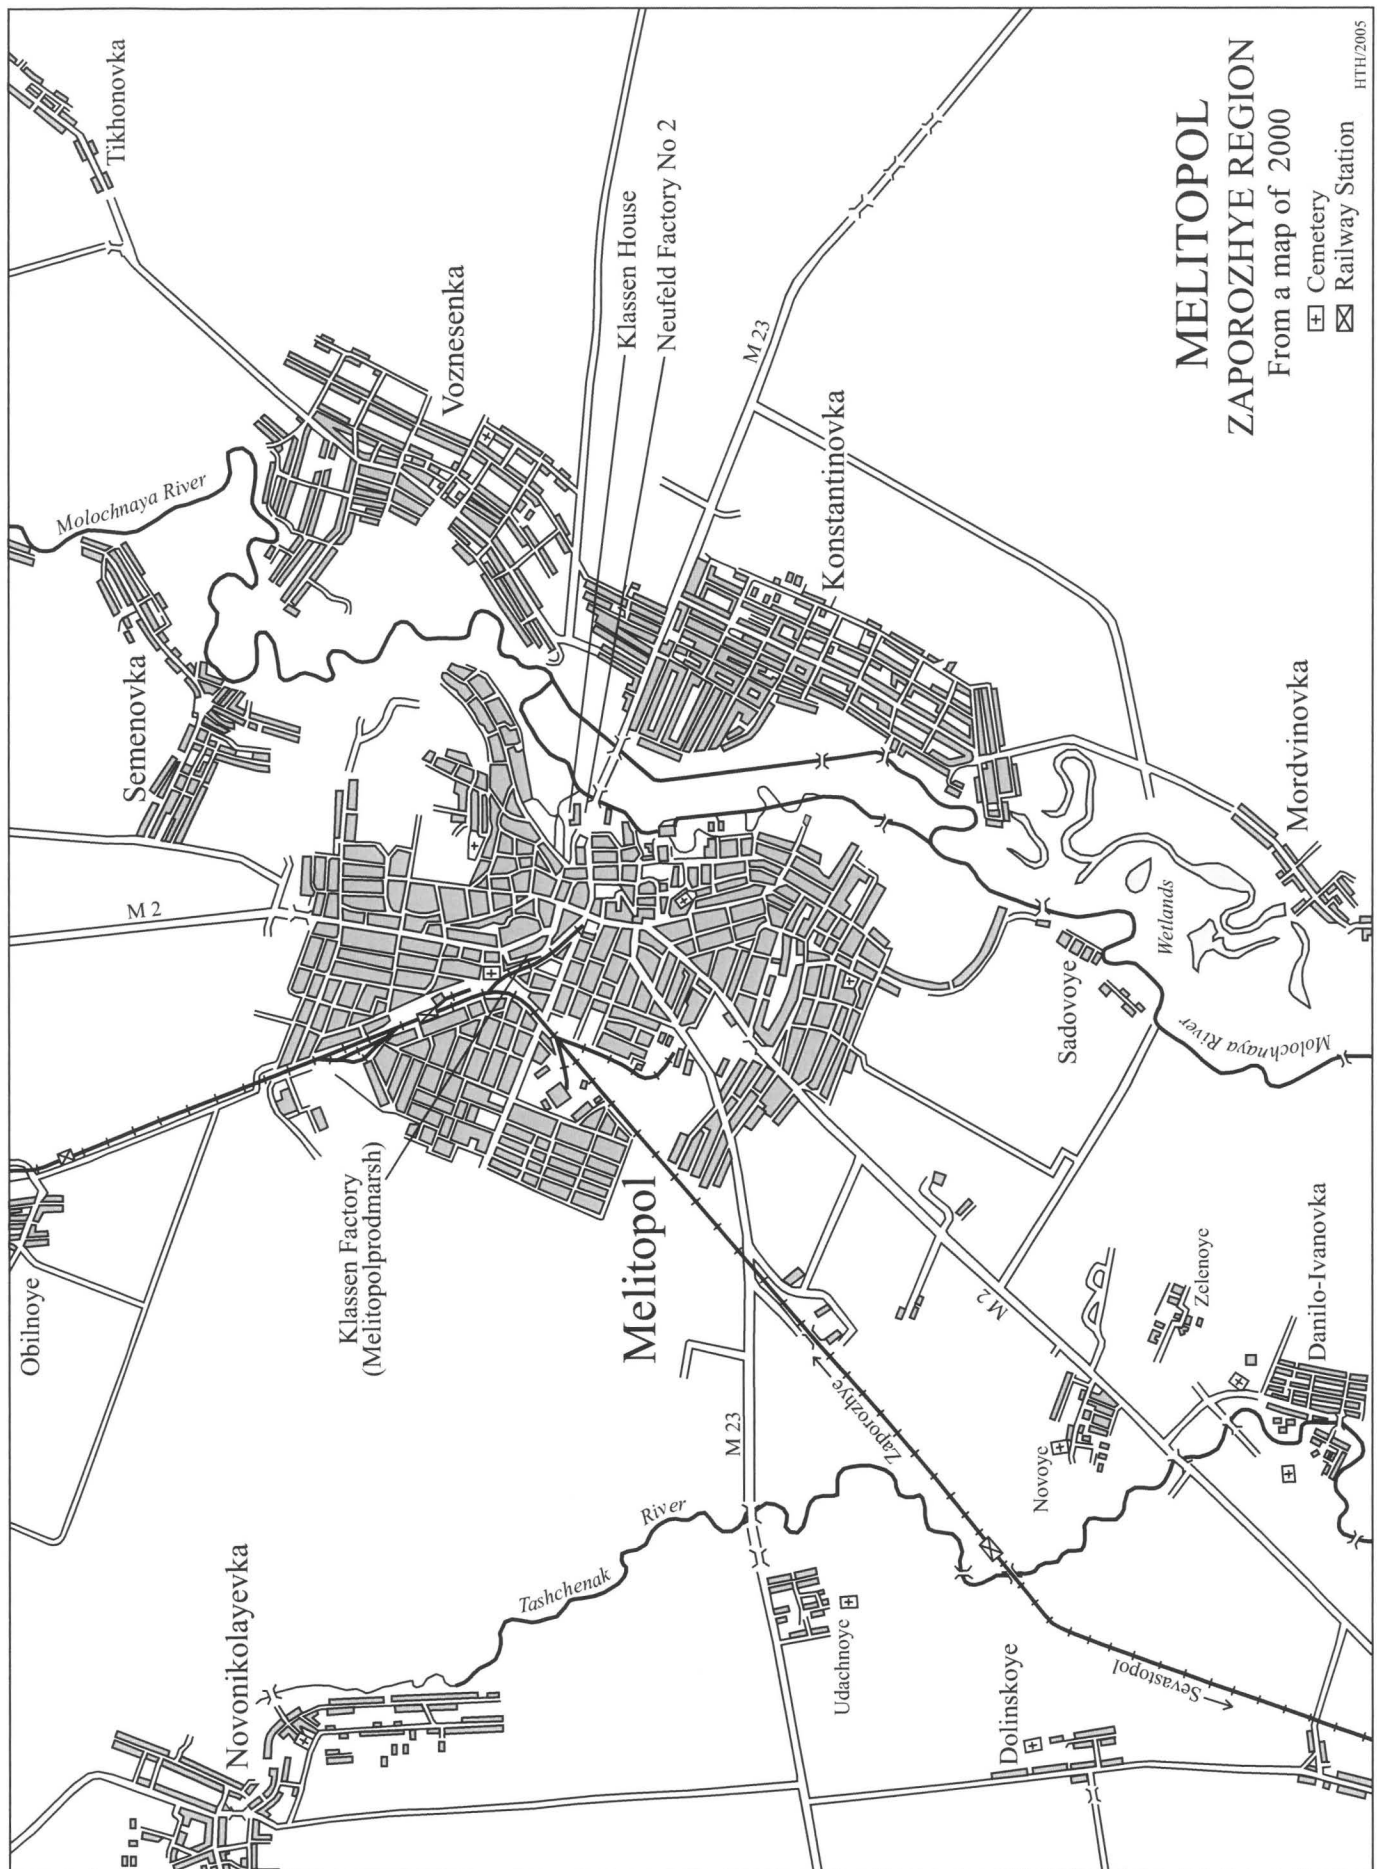 MELITOPOL
ZAPOROZHYE REGION
From a map of 2000
Cemetery
Railway Station
HTH/2005
Tikhonovka
Voznesenka
Klassen House
Neufeld Factory No 2
M 23
Konstantinovka
Molochnaya River
Semenovka
Mordvinovka
M 2
Wetlands
Sadovoye
Molochnaya River
Obilnoye
Klassen Factory
(Melitopolprodmarsh)
Melitopol
M 2
Zelenoye
Danilo-Ivanovka
M 23
Zaporozhye
Novoye
Novonikolayevka
Tashchenak
River
Udachnoye
Dolinskoye
Sevastopol